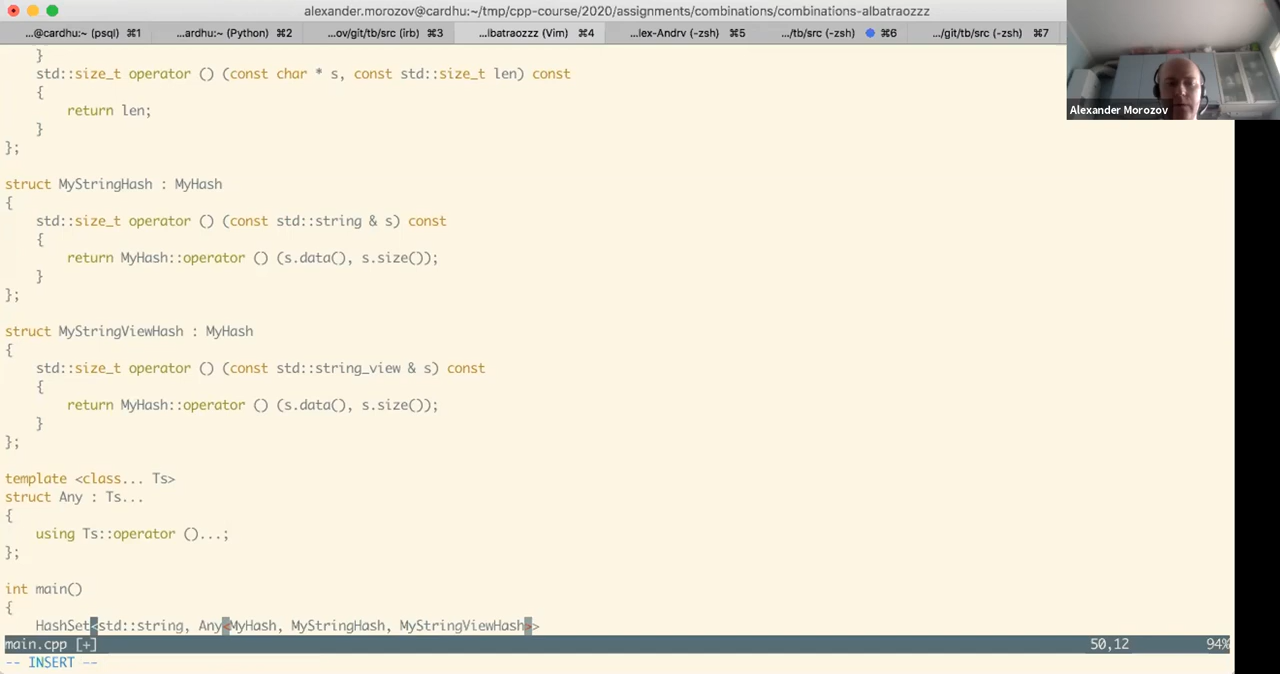 alexander.morozov@cardhu:~/tmp/cpp-course/2020/assignments/combinations/combinations-albatraozzz
...@cardhu:~ (psql) ⌘1 ...ardhu:~ (Python) ⌘2 ...ov/git/tb/src (irb) ⌘3 ...lbatraozzz (Vim) ⌘4 ...lex-Andrv (-zsh) ⌘5 .../tb/src (-zsh) ⌘6 .../git/tb/src (-zsh) ⌘7
Alexander Morozov
}
std::size_t operator () (const char * s, const std::size_t len) const
{
return len;
}
};
struct MyStringHash : MyHash
{
std::size_t operator () (const std::string & s) const
{
return MyHash::operator () (s.data(), s.size());
}
};
struct MyStringViewHash : MyHash
{
std::size_t operator () (const std::string_view & s) const
{
return MyHash::operator () (s.data(), s.size());
}
};
template <class... Ts>
struct Any : Ts...
{
using Ts::operator ()...;
};
int main()
{
HashSet<std::string, Any<MyHash, MyStringHash, MyStringViewHash>>
main.cpp [+] 50,12 94%
-- INSERT --